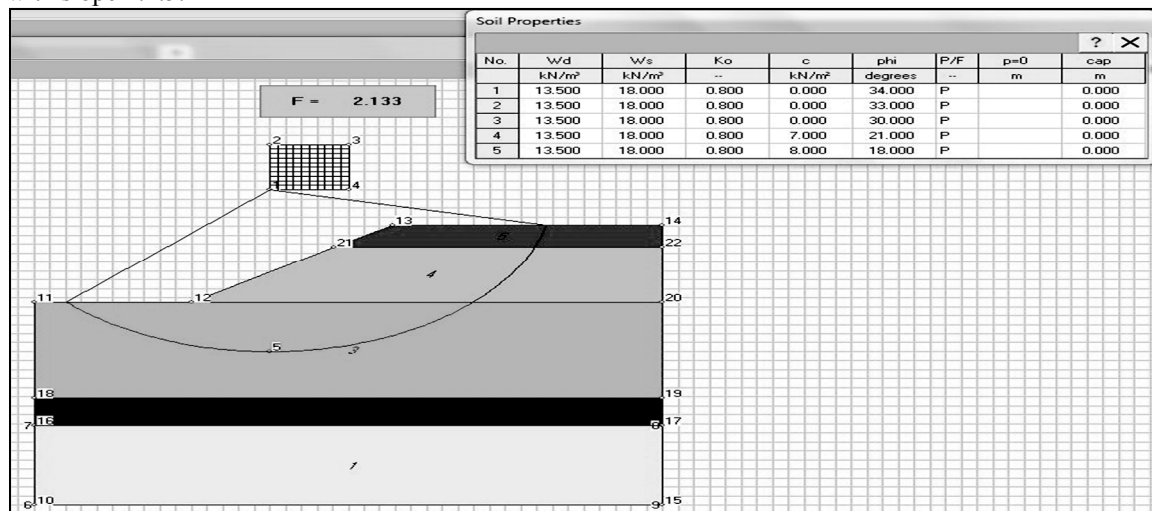 Soil Properties
? X
No. Wd Ws Ko c phi P/F p=0 cap
kN/m³ kN/m³ -- kN/m² degrees -- m m
1 13.500 18.000 0.800 0.000 34.000 P 0.000
2 13.500 18.000 0.800 0.000 33.000 P 0.000
3 13.500 18.000 0.800 0.000 30.000 P 0.000
4 13.500 18.000 0.800 7.000 21.000 P 0.000
5 13.500 18.000 0.800 8.000 18.000 P 0.000
F = 2.133
2 3
1 4
13 14
21 5 22
4
11 12 20
5 3
18 19
7 16 17
1
6 10 9 15